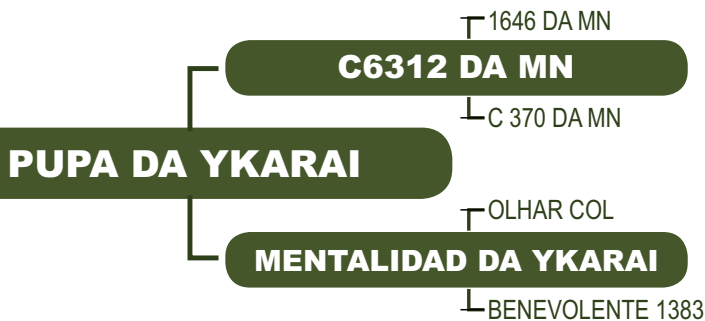 1646 DA MN
C6312 DA MN
C 370 DA MN
PUPA DA YKARAI
OLHAR COL
MENTALIDAD DA YKARAI
BENEVOLENTE 1383